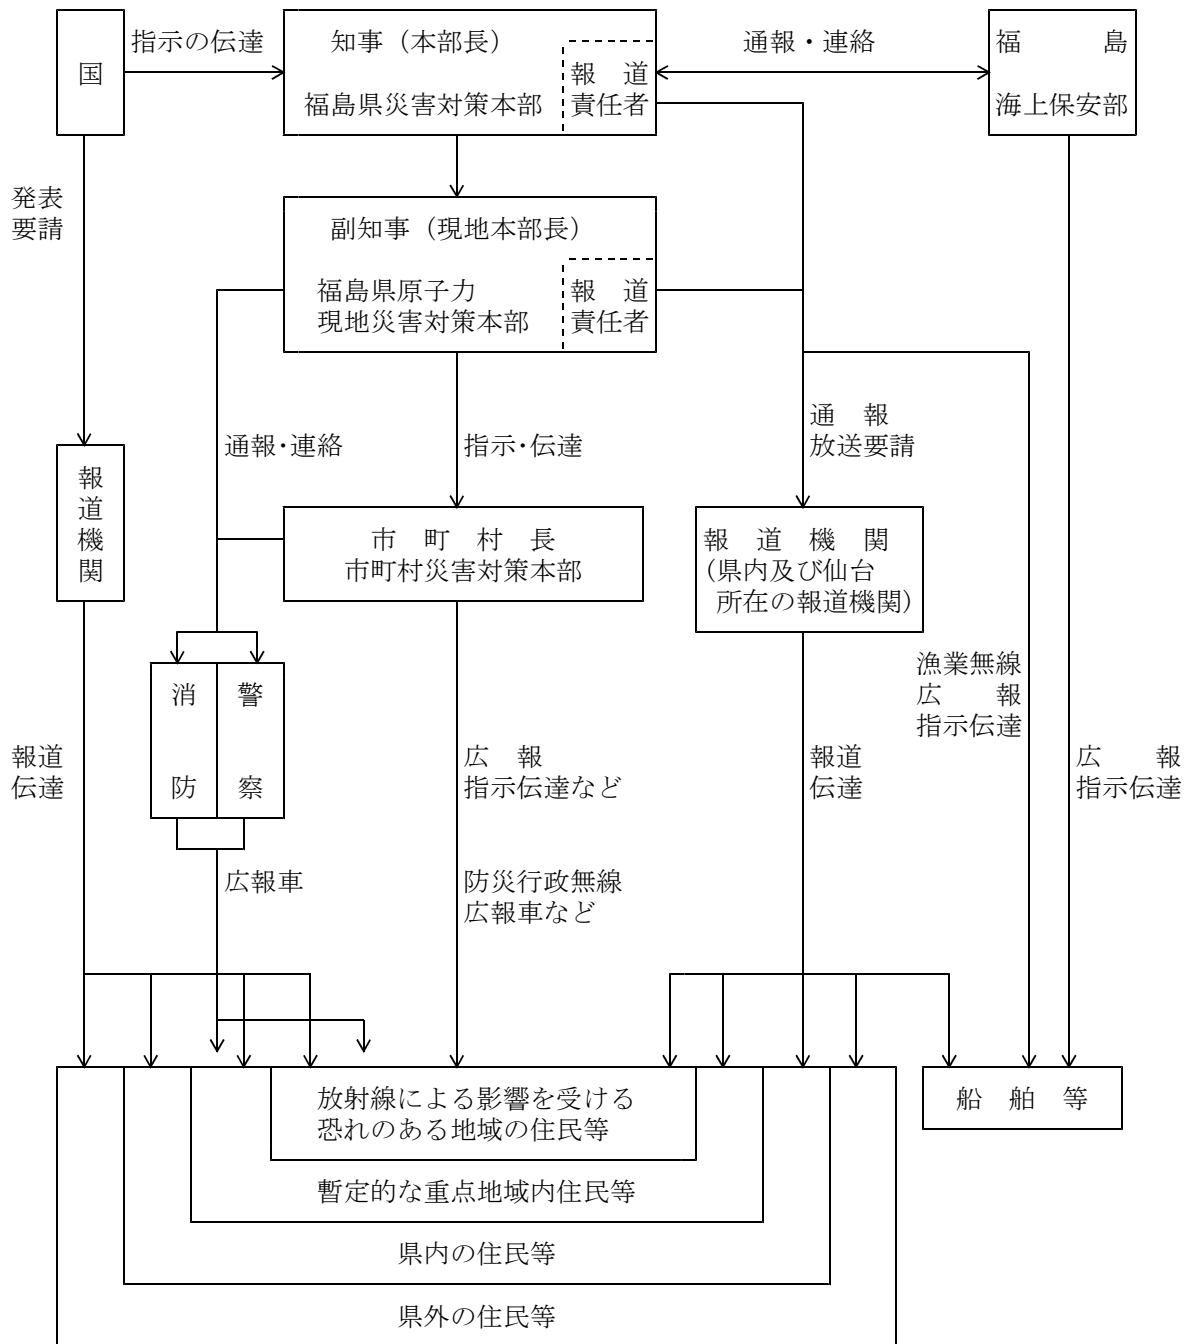 指示の伝達
国
知事（本部長）
福島県災害対策本部
報　道
責任者
通報・連絡
福　　　島
海上保安部
発表
要請
副知事（現地本部長）
福島県原子力
現地災害対策本部
報　道
責任者
通報･連絡
指示･伝達
通　報
放送要請
報
道
機
関
市　町　村　長
市町村災害対策本部
報　道　機　関
（県内及び仙台
所在の報道機関）
消
防
警
察
漁業無線
広　　報
指示伝達
報道
伝達
広　報
指示伝達など
報道
伝達
広　　報
指示伝達
広報車
防災行政無線
広報車など
放射線による影響を受ける
恐れのある地域の住民等
船　舶　等
暫定的な重点地域内住民等
県内の住民等
県外の住民等